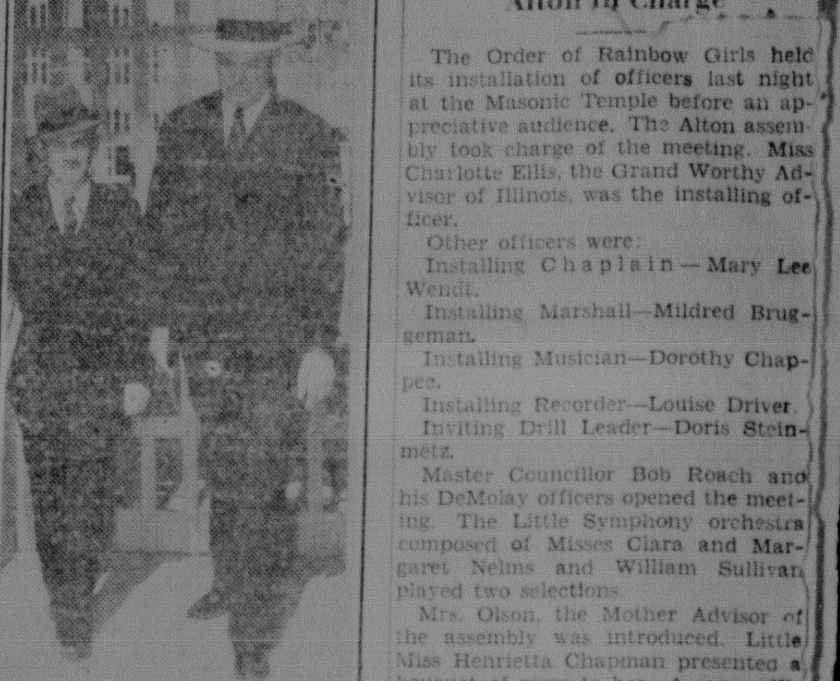 Alton In Charge
The Order of Rainbow Girls held
its installation of officers last night
at the Masonic Temple before an ap-
preciative audience. The Alton assem-
bly took charge of the meeting. Miss
Charlotte Ellis, the Grand Worthy Ad-
visor of Illinois, was the installing of-
ficer.
Other officers were:
Installing Chaplain—Mary Lee
Wendt.
Installing Marshall—Mildred Brug-
geman.
Installing Musician—Dorothy Chap-
pee.
Installing Recorder—Louise Driver.
Inviting Drill Leader—Doris Stein-
metz.
Master Councillor Bob Roach and
his DeMolay officers opened the meet-
ing. The Little Symphony orchestra
composed of Misses Clara and Mar-
garet Nelms and William Sullivan
played two selections.
Mrs. Olson, the Mother Advisor of
the assembly was introduced. Little
Miss Henrietta Chapman presented a